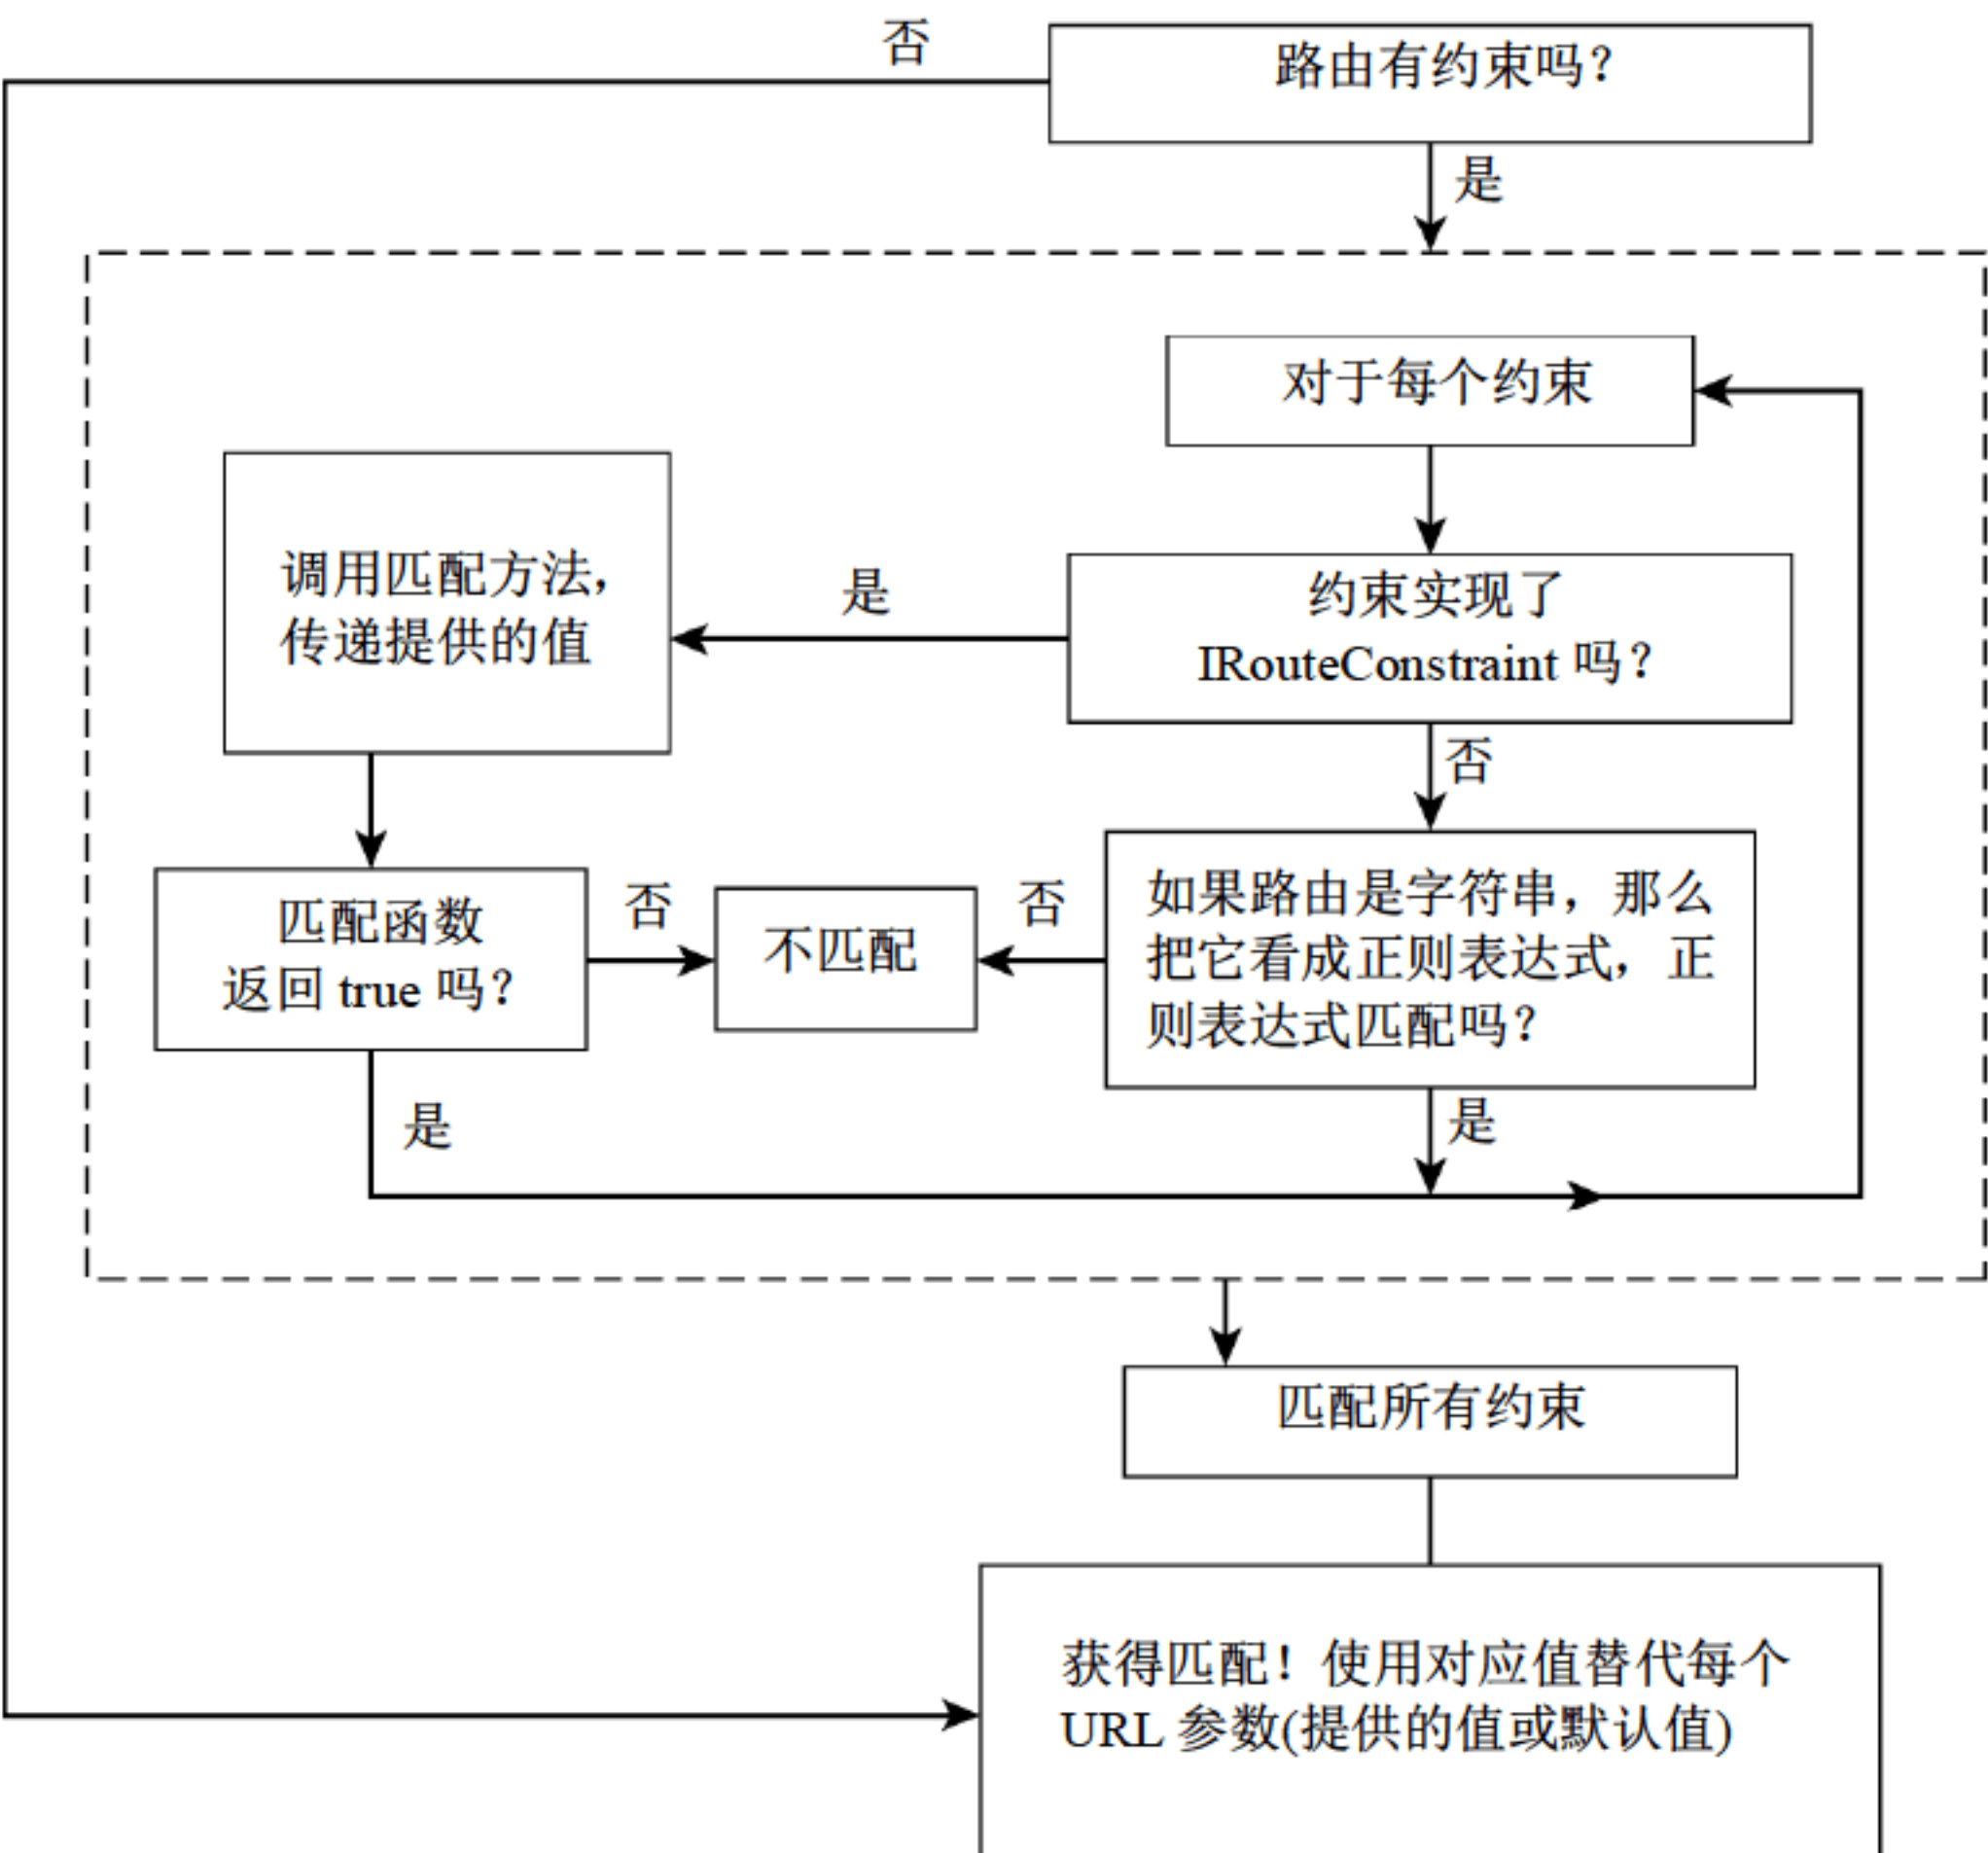 否
路由有约束吗？
是
对于每个约束
调用匹配方法，
传递提供的值
是
约束实现了
IRouteConstraint 吗？
否
匹配函数
返回 true 吗？
否
不匹配
否
如果路由是字符串，那么
把它看成正则表达式，正
则表达式匹配吗？
是
是
匹配所有约束
获得匹配！使用对应值替代每个
URL 参数(提供的值或默认值)